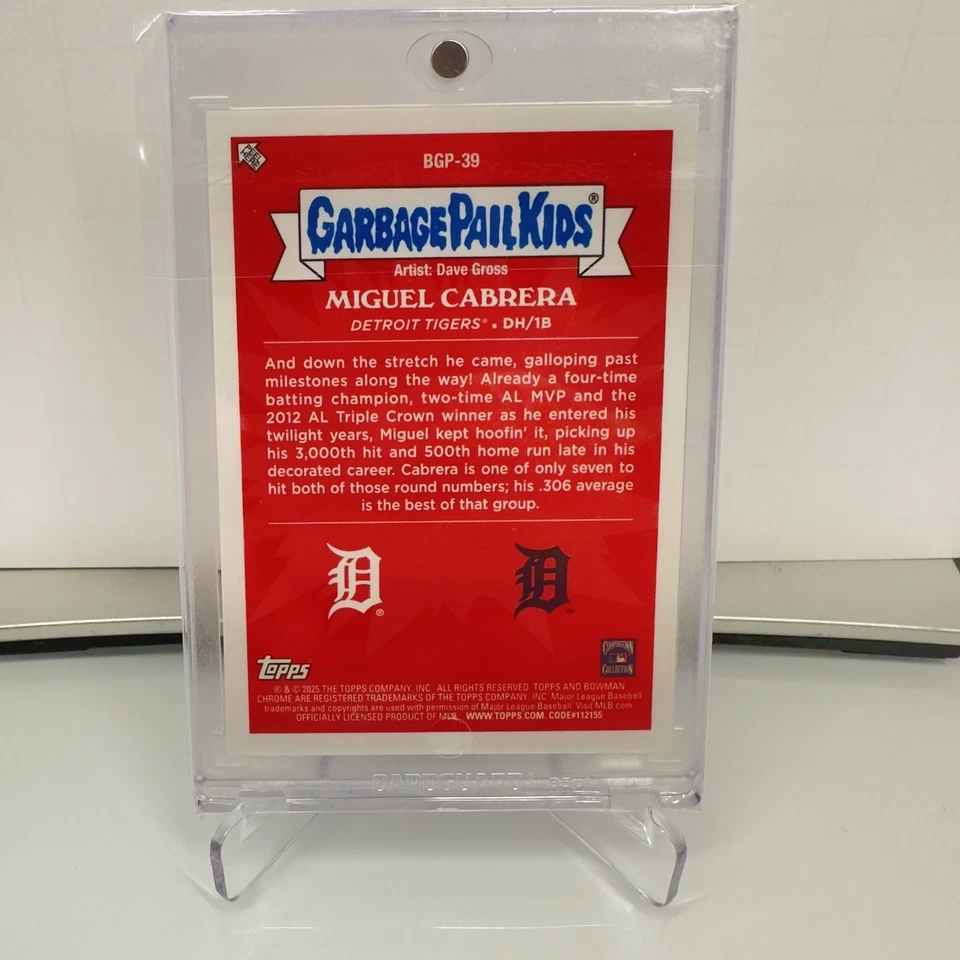 BGP-39
GARBAGE PAIL KIDS®
Artist: Dave Gross
MIGUEL CABRERA
DETROIT TIGERS® • DH/1B
And down the stretch he came, galloping past
milestones along the way! Already a four-time
batting champion, two-time AL MVP and the
2012 AL Triple Crown winner as he entered his
twilight years, Miguel kept hoofin' it, picking up
his 3,000th hit and 500th home run late in his
decorated career. Cabrera is one of only seven to
hit both of those round numbers; his .306 average
is the best of that group.
D ®
D ™
TOPPS
COOPERSTOWN
COLLECTION
® & © 2025 THE TOPPS COMPANY, INC. ALL RIGHTS RESERVED. TOPPS AND BOWMAN
CHROME ARE REGISTERED TRADEMARKS OF THE TOPPS COMPANY, INC. Major League Baseball
trademarks and copyrights are used with permission of Major League Baseball. Visit MLB.com
OFFICIALLY LICENSED PRODUCT OF MLB. WWW.TOPPS.COM. CODE#112155
CARDGUARD